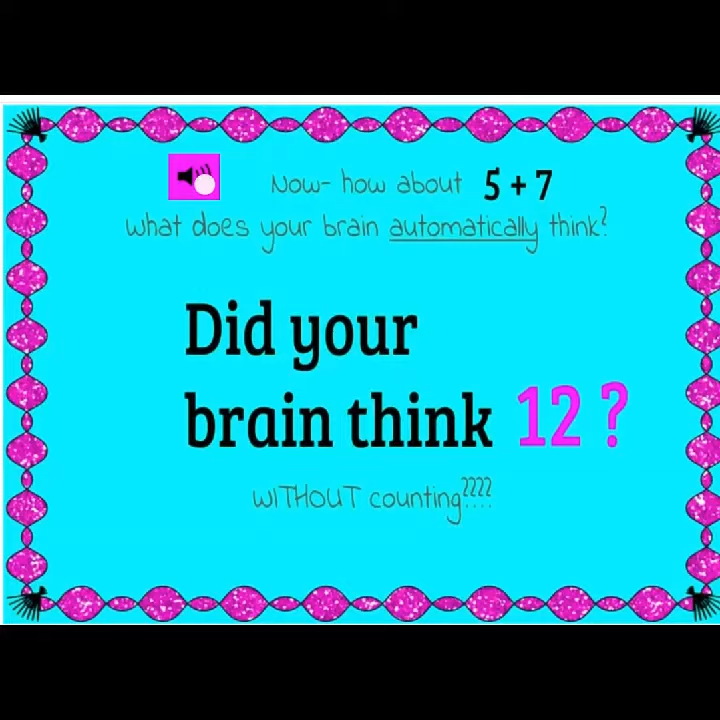 Now- how about 5 + 7
what does your brain automatically think?
Did your
brain think 12 ?
WITHOUT counting????